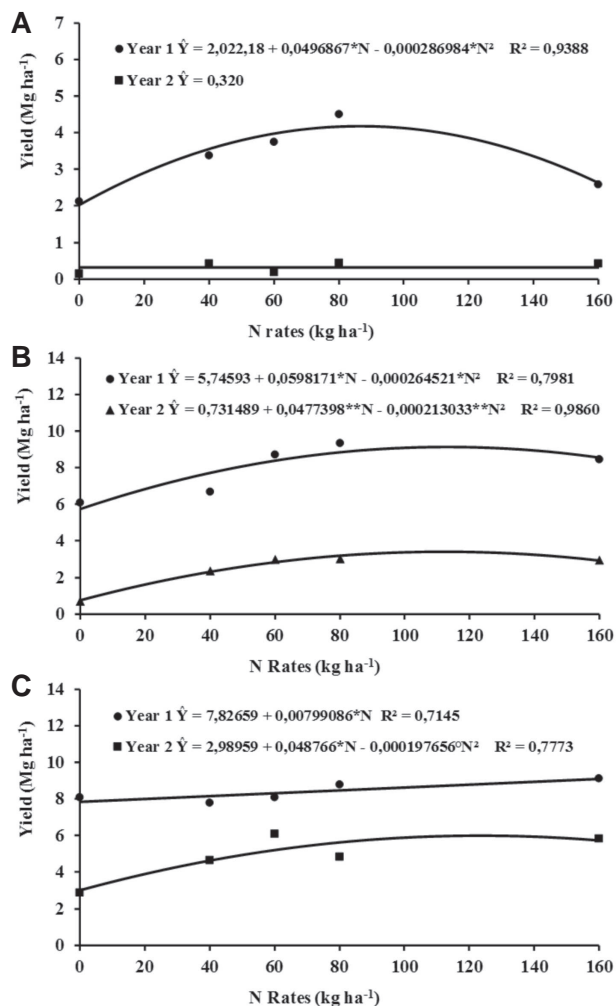 A
7
6
5
4
3
2
1
0
Yield (Mg ha⁻¹)
Year 1 Ŷ = 2,022,18 + 0,0496867*N - 0,000286984*N² R² = 0,9388
Year 2 Ŷ = 0,320
0 20 40 60 80 100 120 140 160
N rates (kg ha⁻¹)
B
14
12
10
8
6
4
2
0
Yield (Mg ha⁻¹)
Year 1 Ŷ = 5,74593 + 0,0598171*N - 0,000264521*N² R² = 0,7981
Year 2 Ŷ = 0,731489 + 0,0477398**N - 0,000213033**N² R² = 0,9860
0 20 40 60 80 100 120 140 160
N Rates (kg ha⁻¹)
C
14
12
10
8
6
4
2
0
Yield (Mg ha⁻¹)
Year 1 Ŷ = 7,82659 + 0,00799086*N R² = 0,7145
Year 2 Ŷ = 2,98959 + 0,048766*N - 0,000197656°N² R² = 0,7773
0 20 40 60 80 100 120 140 160
N Rates (kg ha⁻¹)